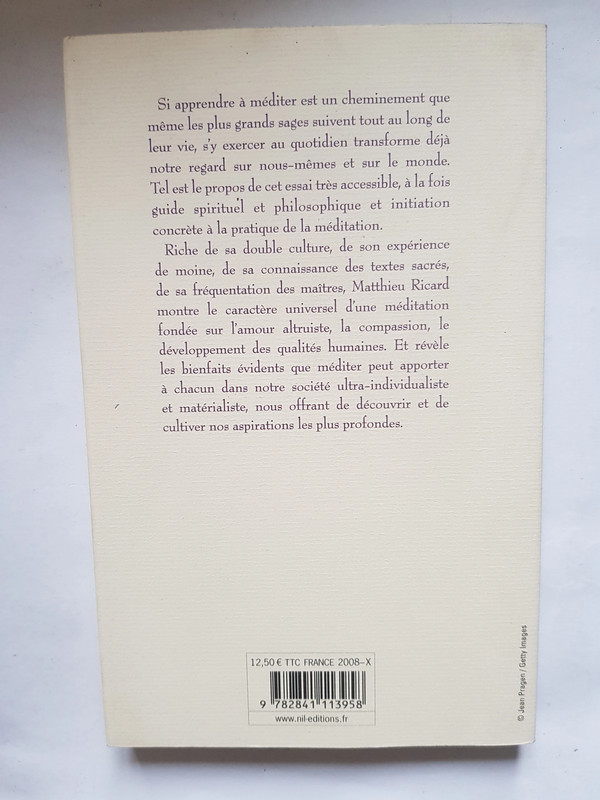 Si apprendre à méditer est un cheminement que
même les plus grands sages suivent tout au long de
leur vie, s'y exercer au quotidien transforme déjà
notre regard sur nous-mêmes et sur le monde.
Tel est le propos de cet essai très accessible, à la fois
guide spirituel et philosophique et initiation
concrète à la pratique de la méditation.
Riche de sa double culture, de son expérience
de moine, de sa connaissance des textes sacrés,
de sa fréquentation des maîtres, Matthieu Ricard
montre le caractère universel d'une méditation
fondée sur l'amour altruiste, la compassion, le
développement des qualités humaines. Et révèle
les bienfaits évidents que méditer peut apporter
à chacun dans notre société ultra-individualiste
et matérialiste, nous offrant de découvrir et de
cultiver nos aspirations les plus profondes.
© Jean Pragen / Getty Images
12,50 € TTC FRANCE 2008-X
9 782841 113958
www.nil-editions.fr